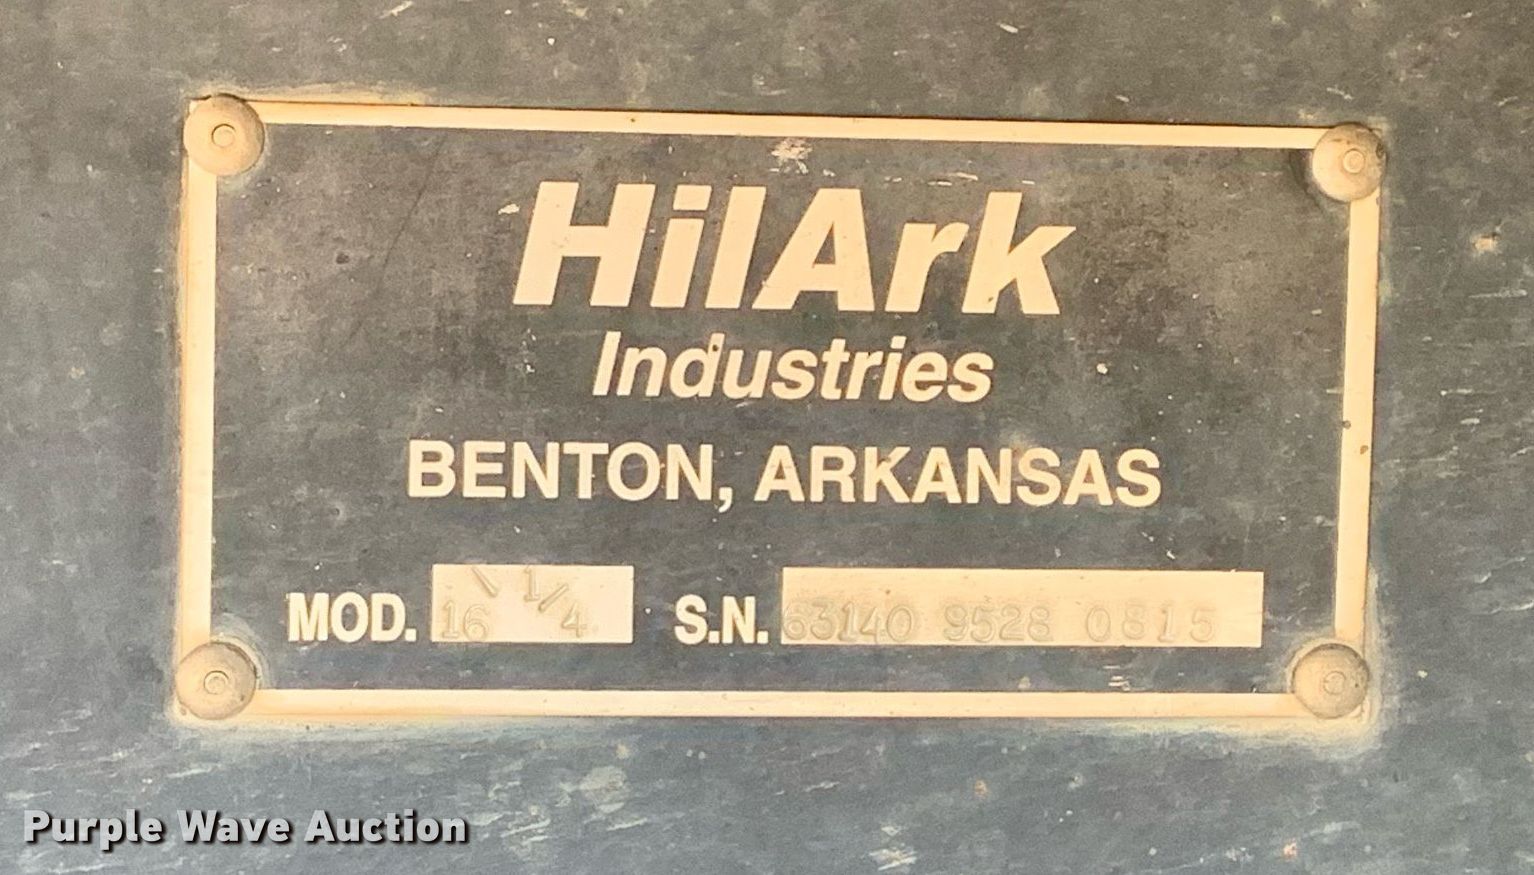 HilArk
Industries
BENTON, ARKANSAS
MOD. 16 1/4 S.N. 63140 9528 0815
Purple Wave Auction